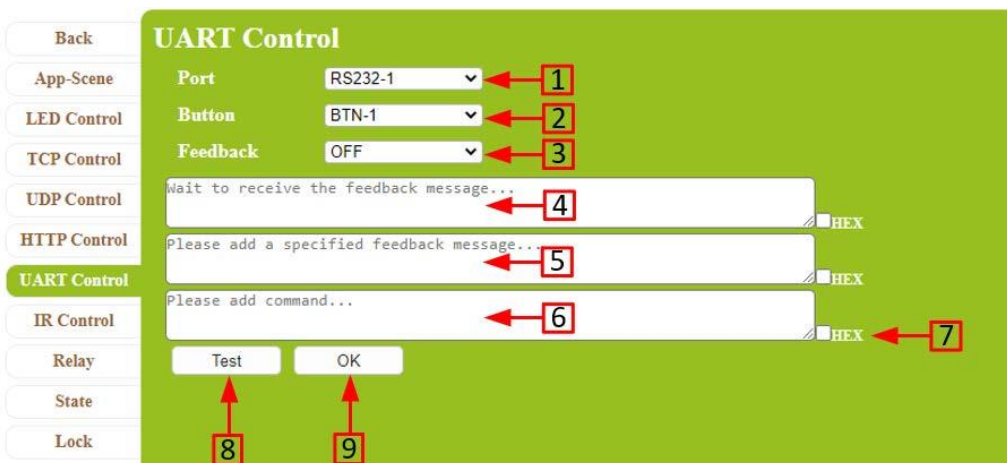 Back
App-Scene
LED Control
TCP Control
UDP Control
HTTP Control
UART Control
IR Control
Relay
State
Lock
UART Control
Port RS232-1 1
Button BTN-1 2
Feedback OFF 3
Wait to receive the feedback message... 4
HEX
Please add a specified feedback message... 5
HEX
Please add command... 6
HEX 7
Test OK
8 9